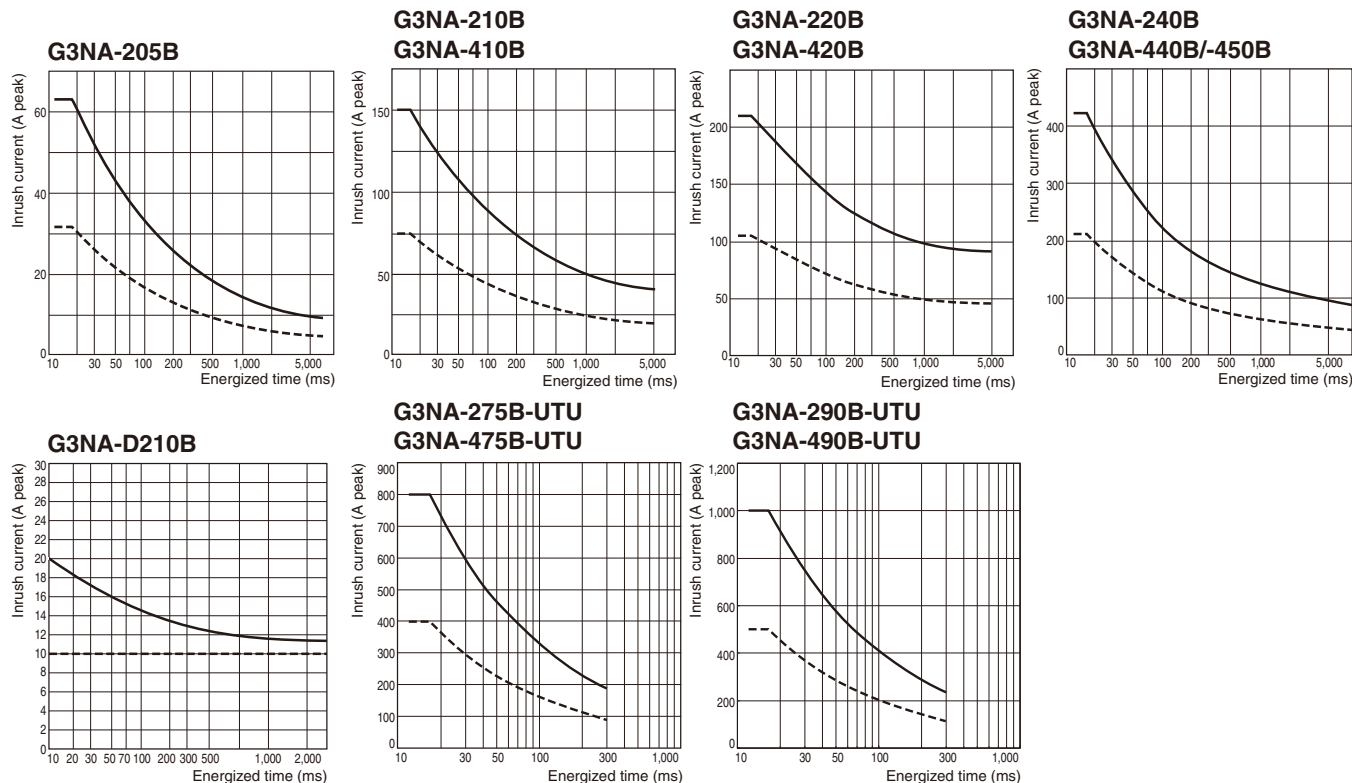 G3NA-205B
Inrush current (A peak)
60
40
20
0
10 30 50 100 200 500 1,000 5,000
Energized time (ms)
G3NA-210B
G3NA-410B
Inrush current (A peak)
150
100
50
0
10 30 50 100 200 500 1,000 5,000
Energized time (ms)
G3NA-220B
G3NA-420B
Inrush current (A peak)
200
150
100
50
0
10 30 50 100 200 500 1,000 5,000
Energized time (ms)
G3NA-240B
G3NA-440B/-450B
Inrush current (A peak)
400
300
200
100
0
10 30 50 100 200 500 1,000 5,000
Energized time (ms)
G3NA-D210B
Inrush current (A peak)
30
28
26
24
22
20
18
16
14
12
10
8
6
4
2
0
10 20 30 50 70 100 200 300 500 1,000 2,000
Energized time (ms)
G3NA-275B-UTU
G3NA-475B-UTU
Inrush current (A peak)
900
800
700
600
500
400
300
200
100
0
10 30 100 300 1,000
Energized time (ms)
G3NA-290B-UTU
G3NA-490B-UTU
Inrush current (A peak)
1,200
1,000
800
600
400
200
0
10 30 100 300 1,000
Energized time (ms)